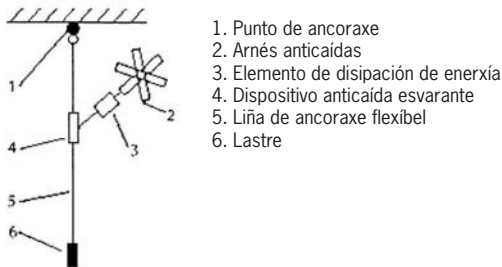 1. Punto de ancoraxe
2. Arnés anticaídas
3. Elemento de disipación de enerxía
4. Dispositivo anticaída esvarante
5. Liña de ancoraxe flexíbel
6. Lastre
1
2
3
4
5
6